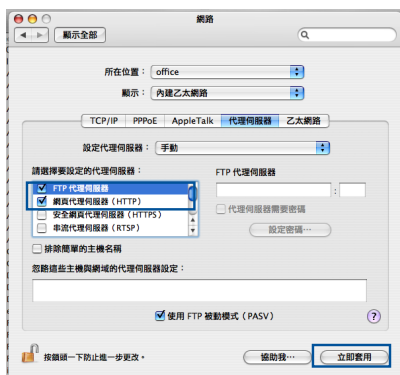 網路
顯示全部
所在位置： office
顯示： 內建乙太網路
TCP/IP PPPoE AppleTalk 代理伺服器 乙太網路
設定代理伺服器： 手動
請選擇要設定的代理伺服器：
FTP 代理伺服器
FTP 代理伺服器
網頁代理伺服器（HTTP）
安全網頁代理伺服器（HTTPS）
串流代理伺服器（RTSP）
:
代理伺服器需要密碼
設定密碼…
排除簡單的主機名稱
忽略這些主機與網域的代理伺服器設定：
使用 FTP 被動模式（PASV）
?
按鎖頭一下防止進一步更改。
協助我…
立即套用